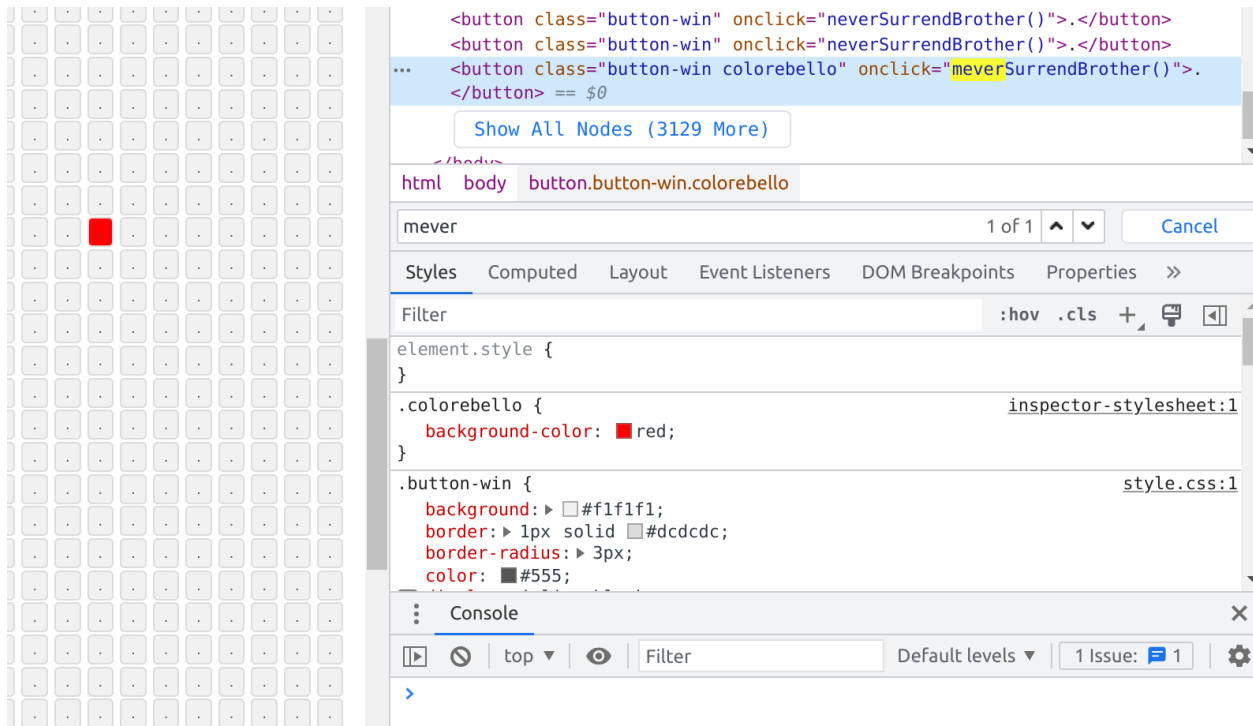 <button class="button-win" onclick="neverSurrendBrother()">.</button>
<button class="button-win" onclick="neverSurrendBrother()">.</button>
… <button class="button-win colorebello" onclick="meverSurrendBrother()">.
</button> == $0
Show All Nodes (3129 More)
</body>
html body button.button-win.colorebello
mever 1 of 1 Cancel
Styles Computed Layout Event Listeners DOM Breakpoints Properties »
Filter :hov .cls +
element.style {
}
.colorebello { inspector-stylesheet:1
background-color: red;
}
.button-win { style.css:1
background: #f1f1f1;
border: 1px solid #dcdcdc;
border-radius: 3px;
color: #555;
Console
top ▼ Filter Default levels ▼ 1 Issue: 1
>